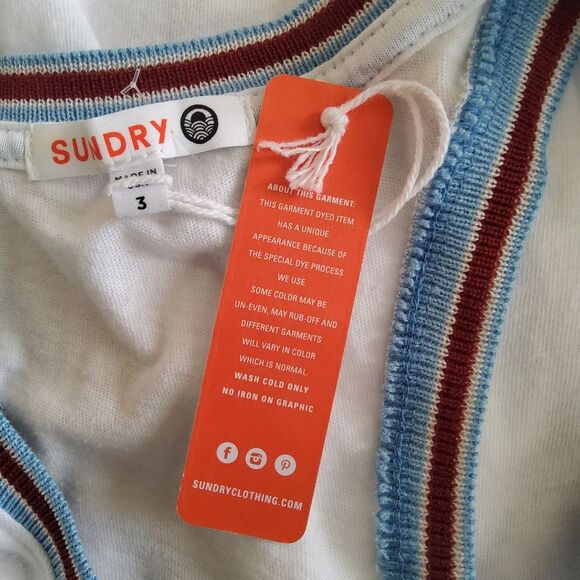 SUNDRY
MADE IN
3
ABOUT THIS GARMENT:
THIS GARMENT DYED ITEM
HAS A UNIQUE
APPEARANCE BECAUSE OF
THE SPECIAL DYE PROCESS
WE USE.
SOME COLOR MAY BE
UN-EVEN, MAY RUB-OFF AND
DIFFERENT GARMENTS
WILL VARY IN COLOR
WHICH IS NORMAL.
WASH COLD ONLY
NO IRON ON GRAPHIC
SUNDRYCLOTHING.COM